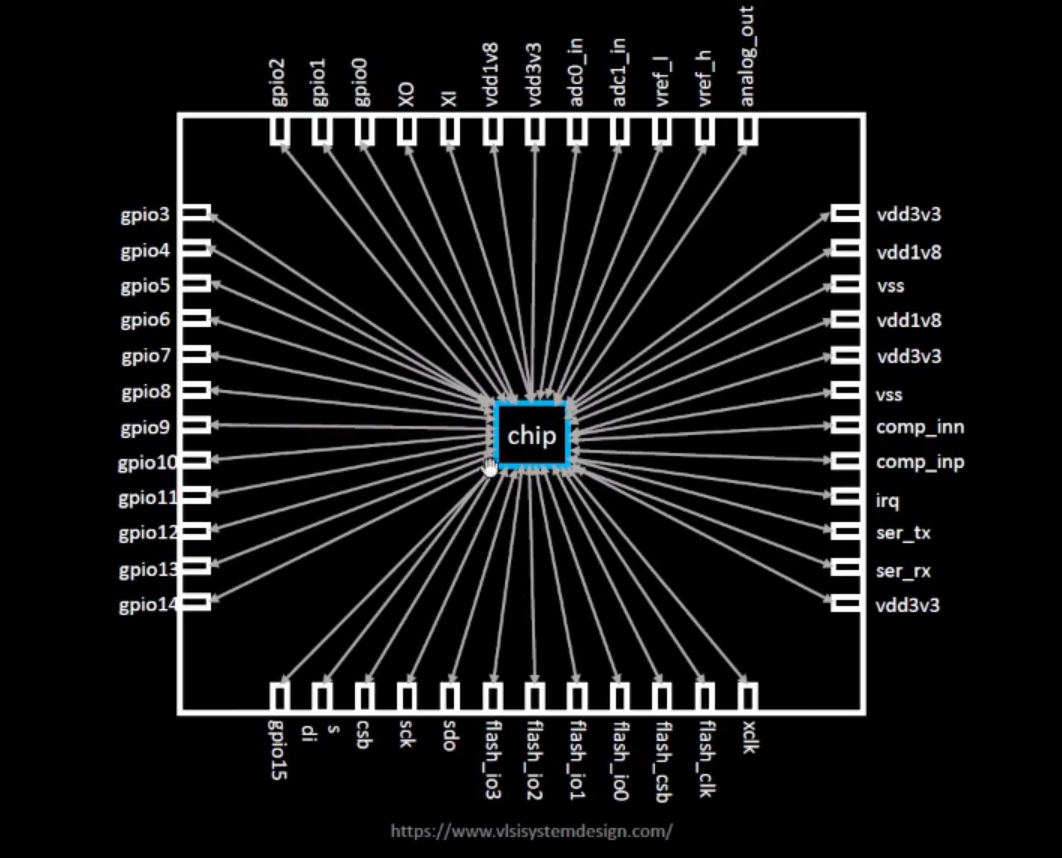 gpio2
gpio1
gpio0
XO
XI
vdd1v8
vdd3v3
adc0_in
adc1_in
vref_l
vref_h
analog_out
gpio3
gpio4
gpio5
gpio6
gpio7
gpio8
gpio9
gpio10
gpio11
gpio12
gpio13
gpio14
chip
vdd3v3
vdd1v8
vss
vdd1v8
vdd3v3
vss
comp_inn
comp_inp
irq
ser_tx
ser_rx
vdd3v3
gpio15
s
di
csb
sck
sdo
flash_io3
flash_io2
flash_io1
flash_io0
flash_csb
flash_clk
xclk
https://www.vlsisystemdesign.com/